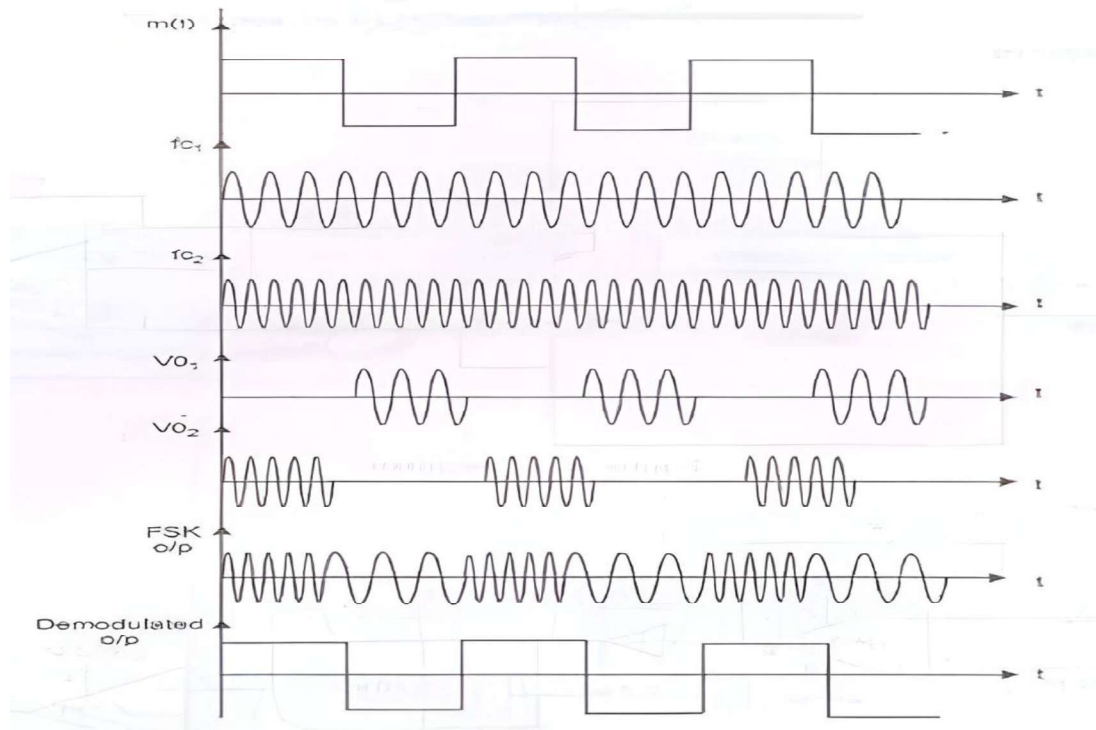 m(t)
t
fc₁
t
fc₂
t
VO₁
t
VO₂
t
FSK
o/p
t
Demodulated
o/p
t